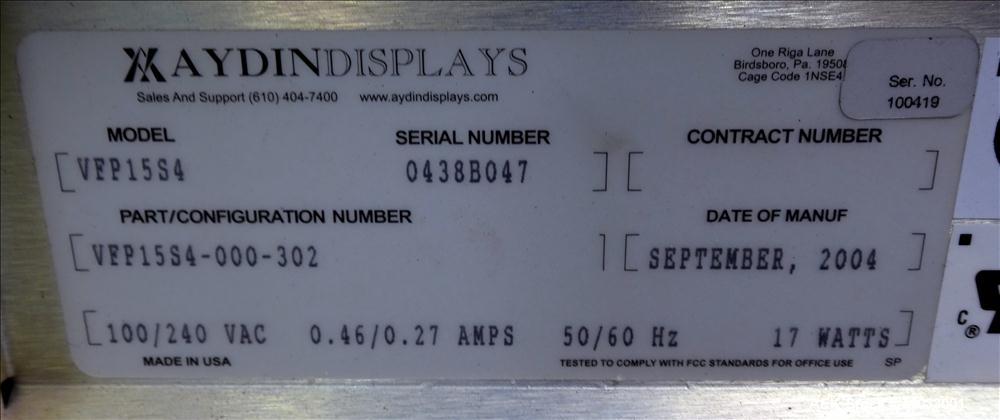 AYDINDISPLAYS
Sales And Support (610) 404-7400 www.aydindisplays.com
One Riga Lane
Birdsboro, Pa. 19508
Cage Code 1NSE4
Ser. No.
100419
MODEL SERIAL NUMBER CONTRACT NUMBER
VFP15S4 0438B047
PART/CONFIGURATION NUMBER DATE OF MANUF
VFP15S4-000-302 SEPTEMBER, 2004
100/240 VAC 0.46/0.27 AMPS 50/60 Hz 17 WATTS
MADE IN USA TESTED TO COMPLY WITH FCC STANDARDS FOR OFFICE USE SP
C
®